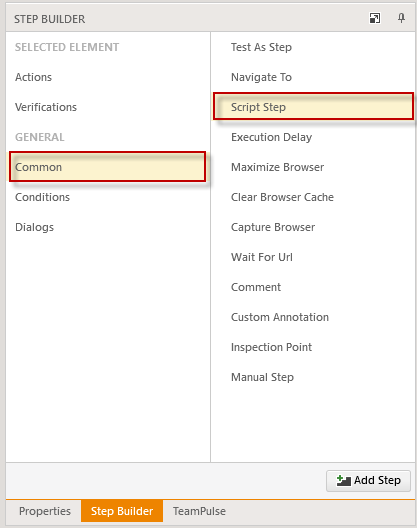 STEP BUILDER
SELECTED ELEMENT
Actions
Verifications
GENERAL
Common
Conditions
Dialogs
Test As Step
Navigate To
Script Step
Execution Delay
Maximize Browser
Clear Browser Cache
Capture Browser
Wait For Url
Comment
Custom Annotation
Inspection Point
Manual Step
Add Step
Properties Step Builder TeamPulse